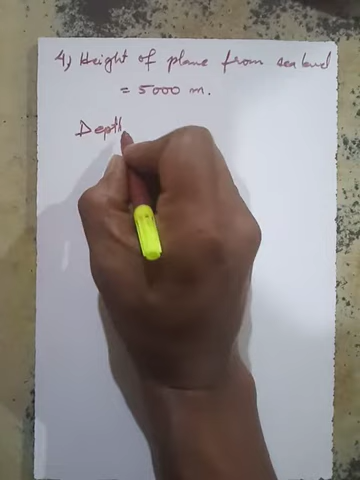 4) Height of plane from sea level
= 5000 m.
Depth